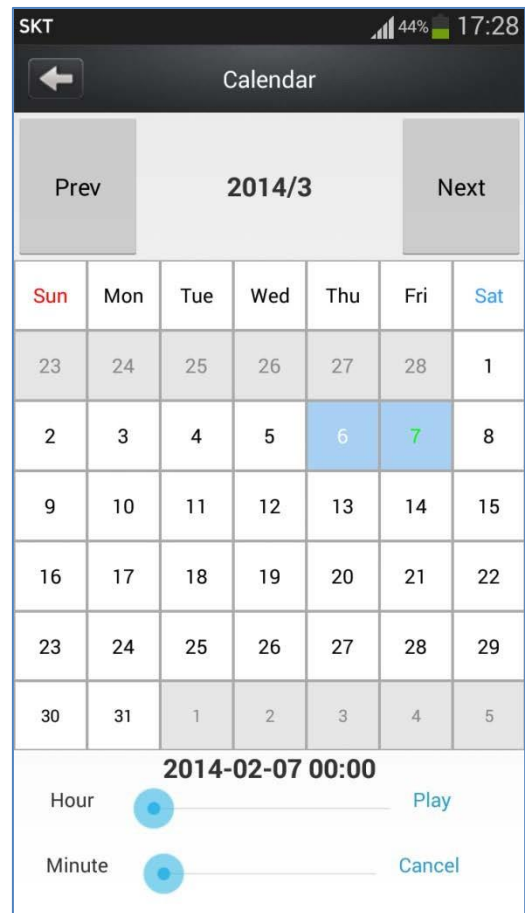 SKT 44% 17:28
Calendar
Prev 2014/3 Next
Sun Mon Tue Wed Thu Fri Sat
23 24 25 26 27 28 1
2 3 4 5 6 7 8
9 10 11 12 13 14 15
16 17 18 19 20 21 22
23 24 25 26 27 28 29
30 31 1 2 3 4 5
2014-02-07 00:00
Hour Play
Minute Cancel